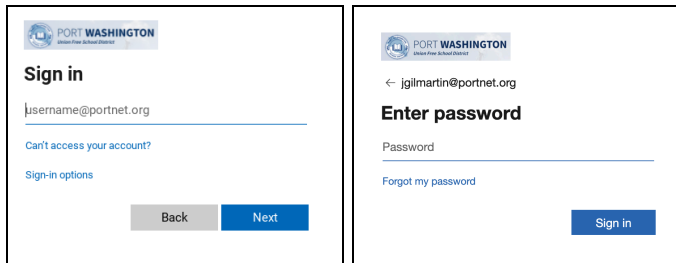 PORT WASHINGTON
Union Free School District
Sign in
username@portnet.org
Can't access your account?
Sign-in options
Back
Next
PORT WASHINGTON
Union Free School District
← jgilmartin@portnet.org
Enter password
Password
Forgot my password
Sign in